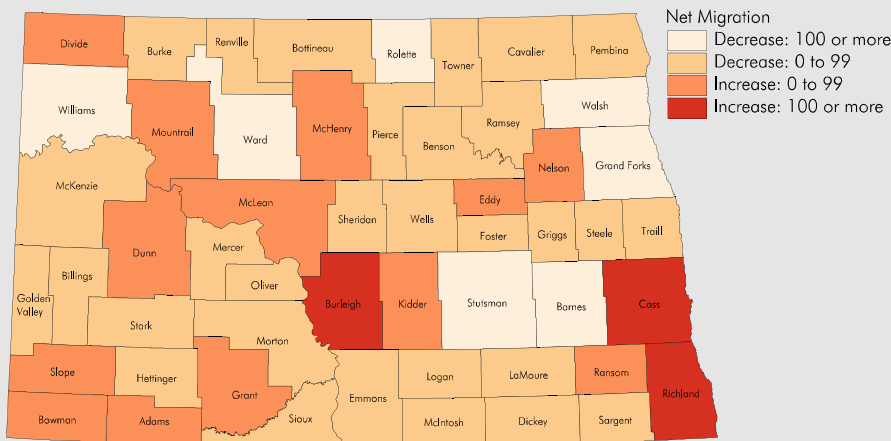 Net Migration
Decrease: 100 or more
Decrease: 0 to 99
Increase: 0 to 99
Increase: 100 or more
Divide
Burke
Renville
Bottineau
Rolette
Towner
Cavalier
Pembina
Williams
Mountrail
Ward
McHenry
Pierce
Benson
Ramsey
Walsh
McKenzie
Nelson
Grand Forks
McLean
Eddy
Sheridan
Wells
Dunn
Mercer
Foster
Griggs
Steele
Traill
Billings
Oliver
Golden
Valley
Burleigh
Kidder
Stutsman
Barnes
Cass
Stark
Morton
Slope
Hettinger
Grant
Emmons
Logan
LaMoure
Ransom
Richland
Bowman
Adams
Sioux
McIntosh
Dickey
Sargent